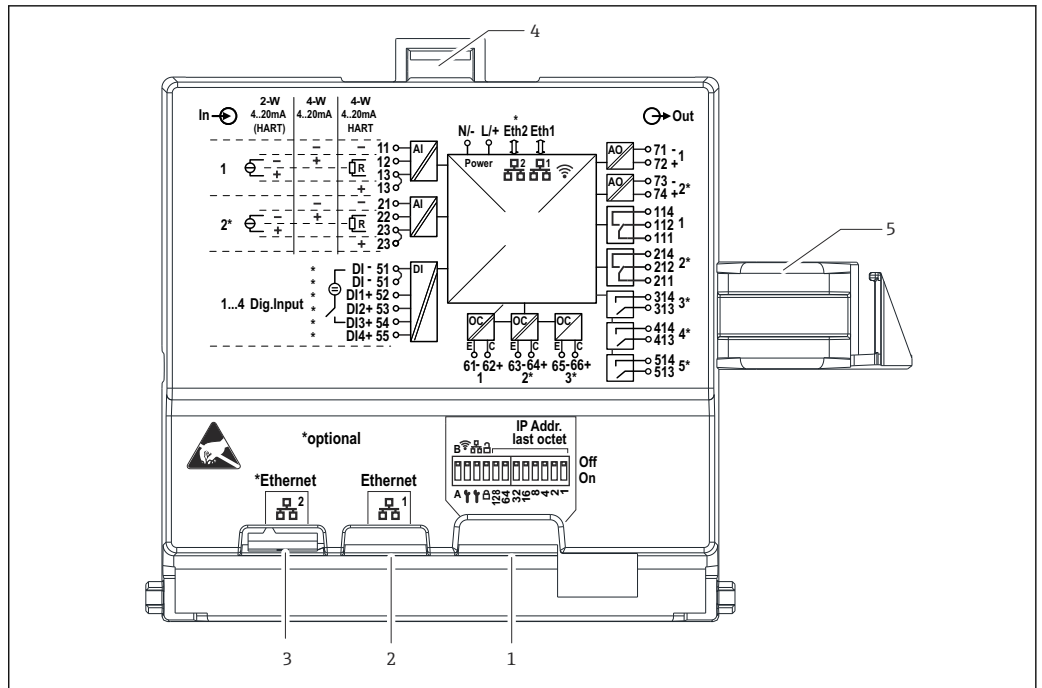 4
In Out
2-W 4-W 4-W
4..20mA 4..20mA 4..20mA
(HART) HART
* N/- L/+ Eth2 Eth1
Power 2 1
1 - + - + - R + 11 12 13 13 AI
2* - + - + - R + 21 22 23 23 AI
1...4 Dig.Input
* DI - 51
* DI - 51
* DI1+ 52
* DI2+ 53
* DI3+ 54
* DI4+ 55
DI
AO 71 - 1
72 +
AO 73 - 2*
74 +
114
112 1
111
214
212 2*
211
314 3*
313
414 4*
413
514 5*
513
OC OC OC
E C E C E C
61- 62+ 63- 64+ 65- 66+
1 2* 3*
5
*optional
IP Addr.
last octet
B
Off
On
A 128 64 32 16 8 4 2 1
*Ethernet Ethernet
2 1
3 2 1